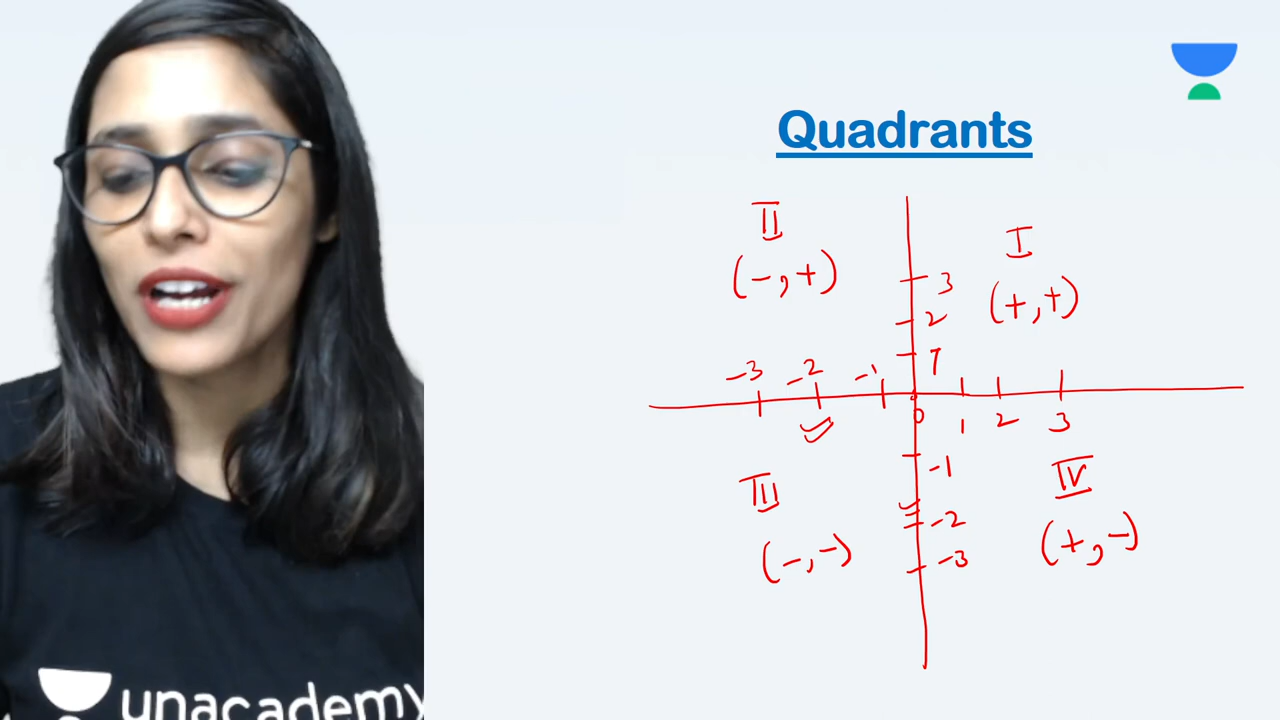 Quadrants
II
(-,+)
I
(+,+)
3
2
1
-3 -2 -1
0 1 2 3
-1
-2
-3
III
(-,-)
IV
(+,-)
unacademy